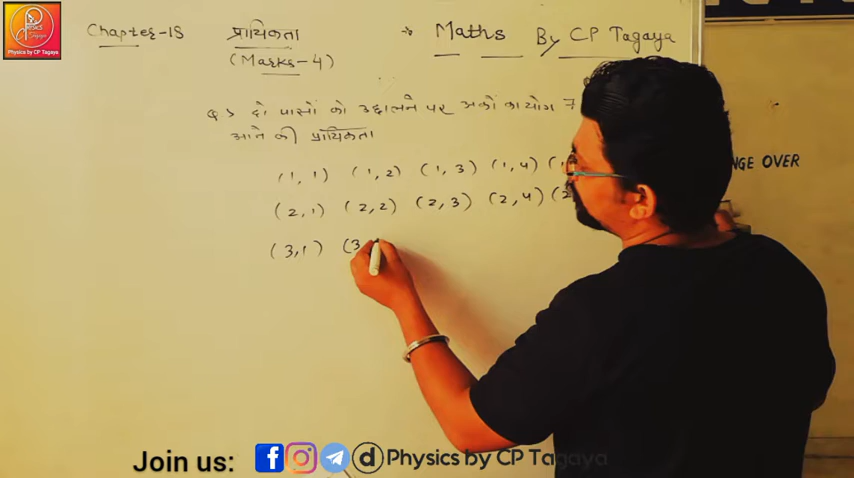 Physics by CP Tagaya
Chapter-15 प्रायिकता → Maths By CP Tagaya
(Marks-4)
Q > दो पासों को उछालने पर अंकों का योग 7
आने की प्रायिकता
(1,1) (1,2) (1,3) (1,4) (1,
(2,1) (2,2) (2,3) (2,4) (2
(3,1) (3
NGE OVER
Join us: Physics by CP Tagaya